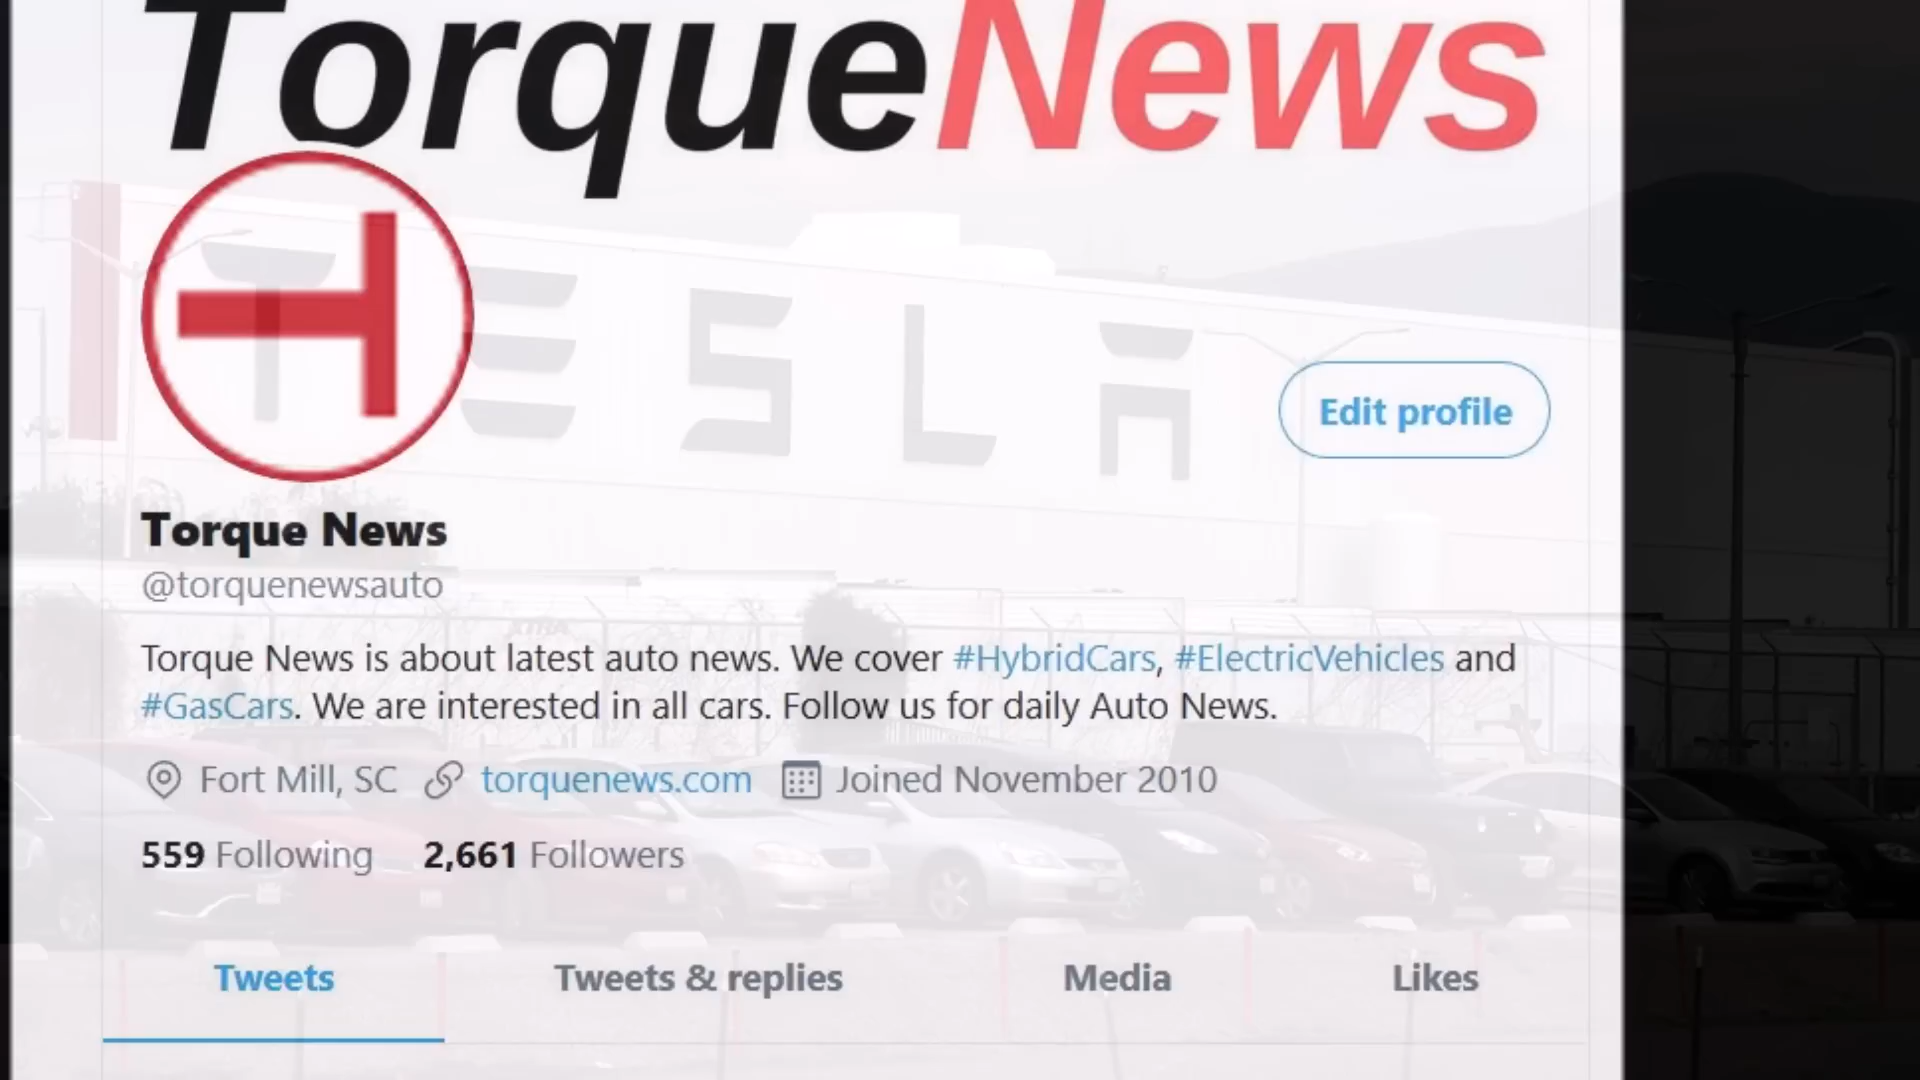 TorqueNews
TESLA
Edit profile
Torque News
@torquenewsauto
Torque News is about latest auto news. We cover #HybridCars, #ElectricVehicles and
#GasCars. We are interested in all cars. Follow us for daily Auto News.
Fort Mill, SC torquenews.com Joined November 2010
559 Following 2,661 Followers
Tweets Tweets & replies Media Likes